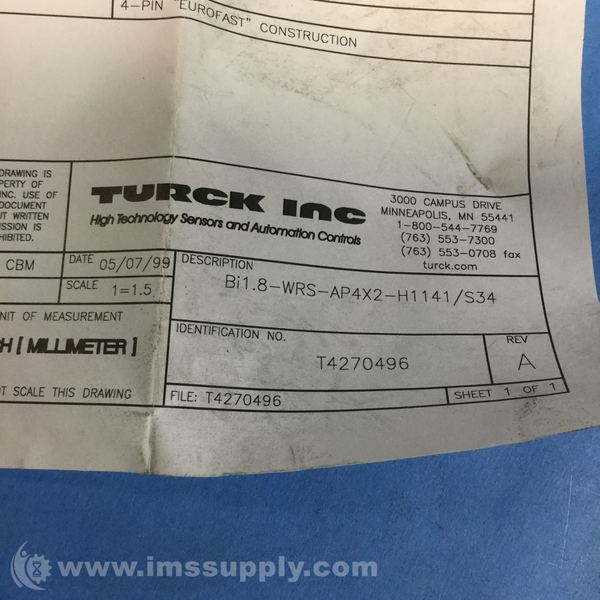 4-PIN "EUROFAST" CONSTRUCTION
DRAWING IS
PERTY OF
INC. USE OF
DOCUMENT
UT WRITTEN
ISSION IS
HIBITED.
TURCK INC
High Technology Sensors and Automation Controls
3000 CAMPUS DRIVE
MINNEAPOLIS, MN 55441
1-800-544-7769
(763) 553-7300
(763) 553-0708 fax
turck.com
CBM
DATE 05/07/99
SCALE 1=1.5
DESCRIPTION
Bi1.8-WRS-AP4X2-H1141/S34
NIT OF MEASUREMENT
CH [ MILLIMETER ]
IDENTIFICATION NO.
T4270496
REV
A
OT SCALE THIS DRAWING
FILE: T4270496
SHEET 1 OF 1
www.imssupply.com